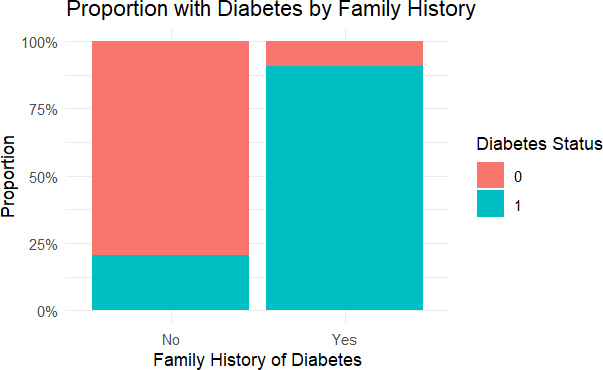 Proportion with Diabetes by Family History
100%
75%
50%
25%
0%
Proportion
No
Yes
Family History of Diabetes
Diabetes Status
0
1